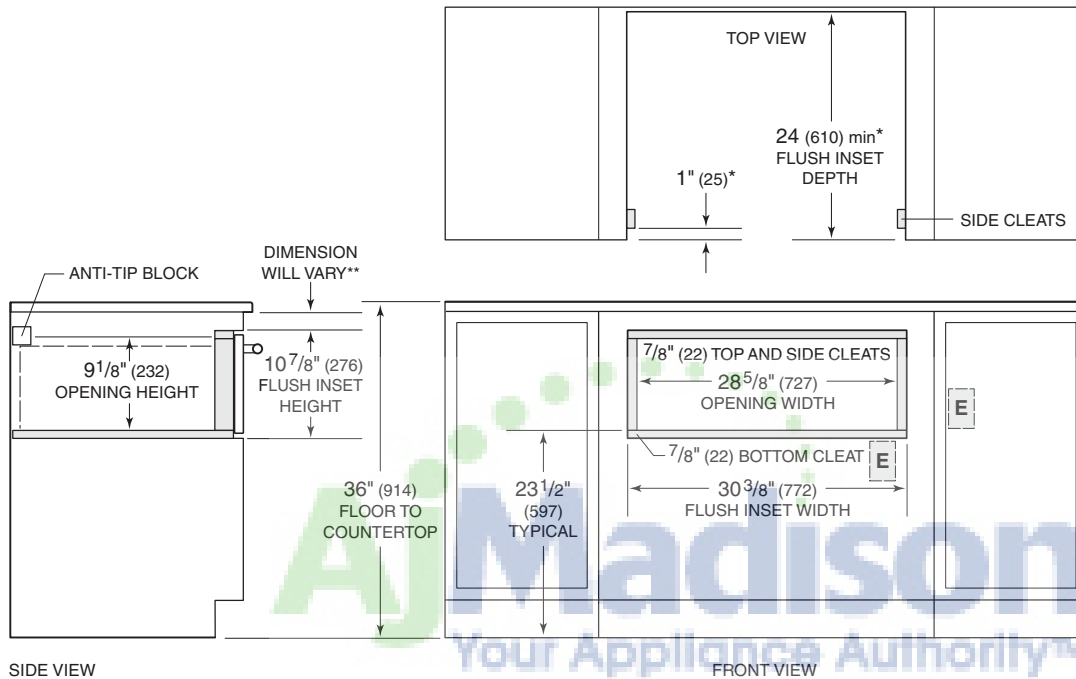 TOP VIEW
24 (610) min*
FLUSH INSET
DEPTH
1" (25)*
SIDE CLEATS
DIMENSION
WILL VARY**
ANTI-TIP BLOCK
9 1/8" (232)
OPENING HEIGHT
10 7/8" (276)
FLUSH INSET
HEIGHT
7/8" (22) TOP AND SIDE CLEATS
28 5/8" (727)
OPENING WIDTH
E
7/8" (22) BOTTOM CLEAT
E
36" (914)
FLOOR TO
COUNTERTOP
23 1/2"
(597)
TYPICAL
30 3/8" (772)
FLUSH INSET WIDTH
AjMadison
Your Appliance Authority™
SIDE VIEW
FRONT VIEW